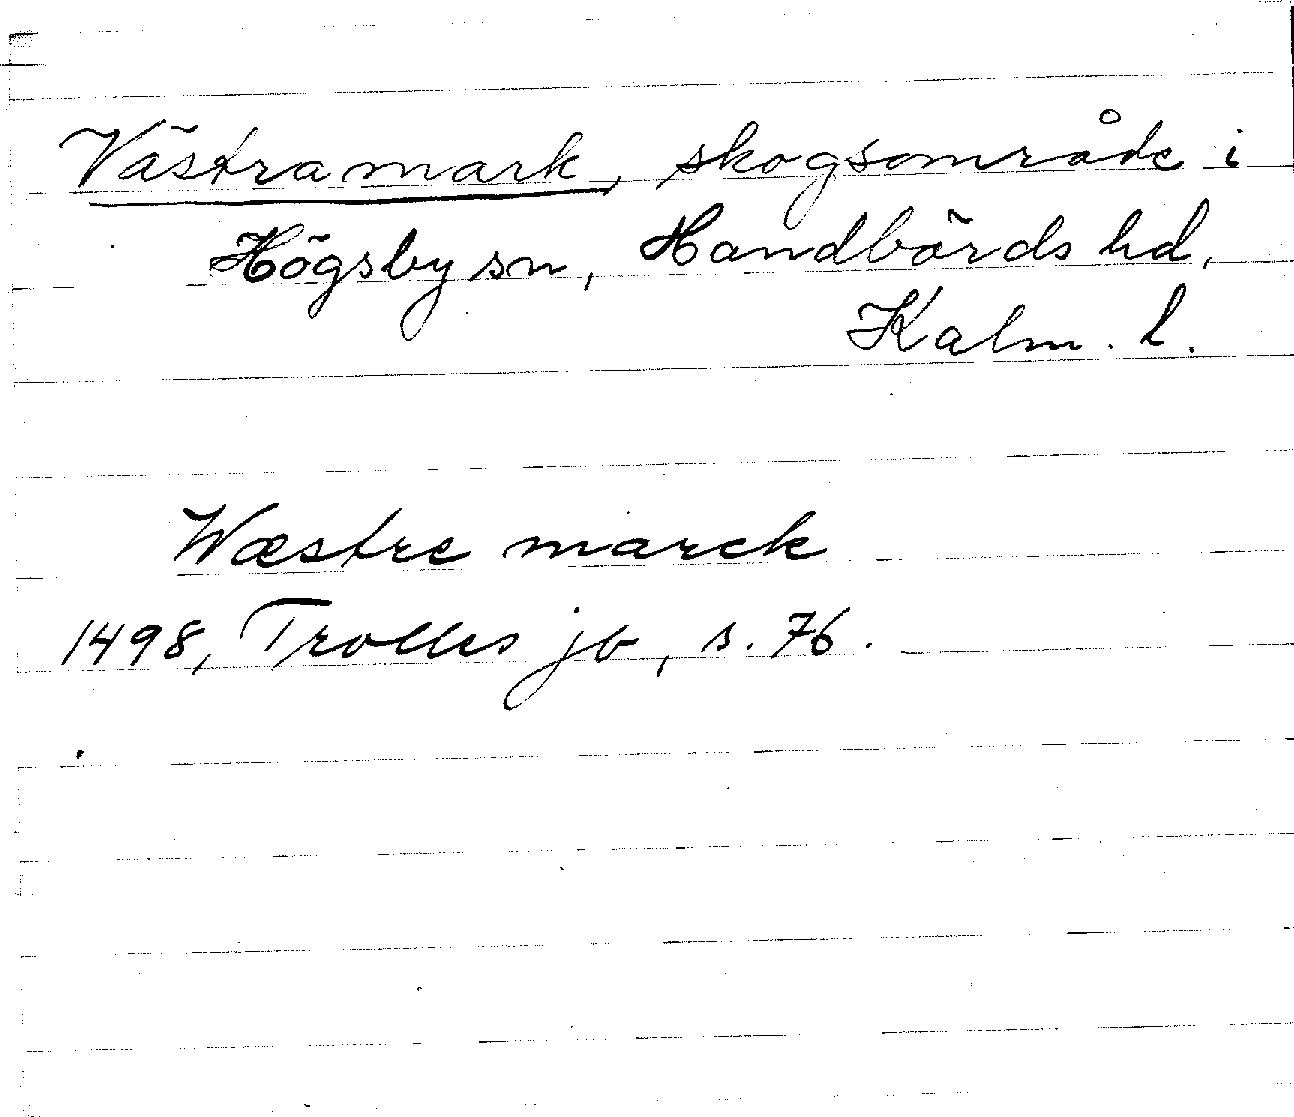 Västramark, skogsområde i
Högsby sn, Handbörds hd,
Kalm. l.
Wæstre marck
1498, Trolles jb, s. 76.